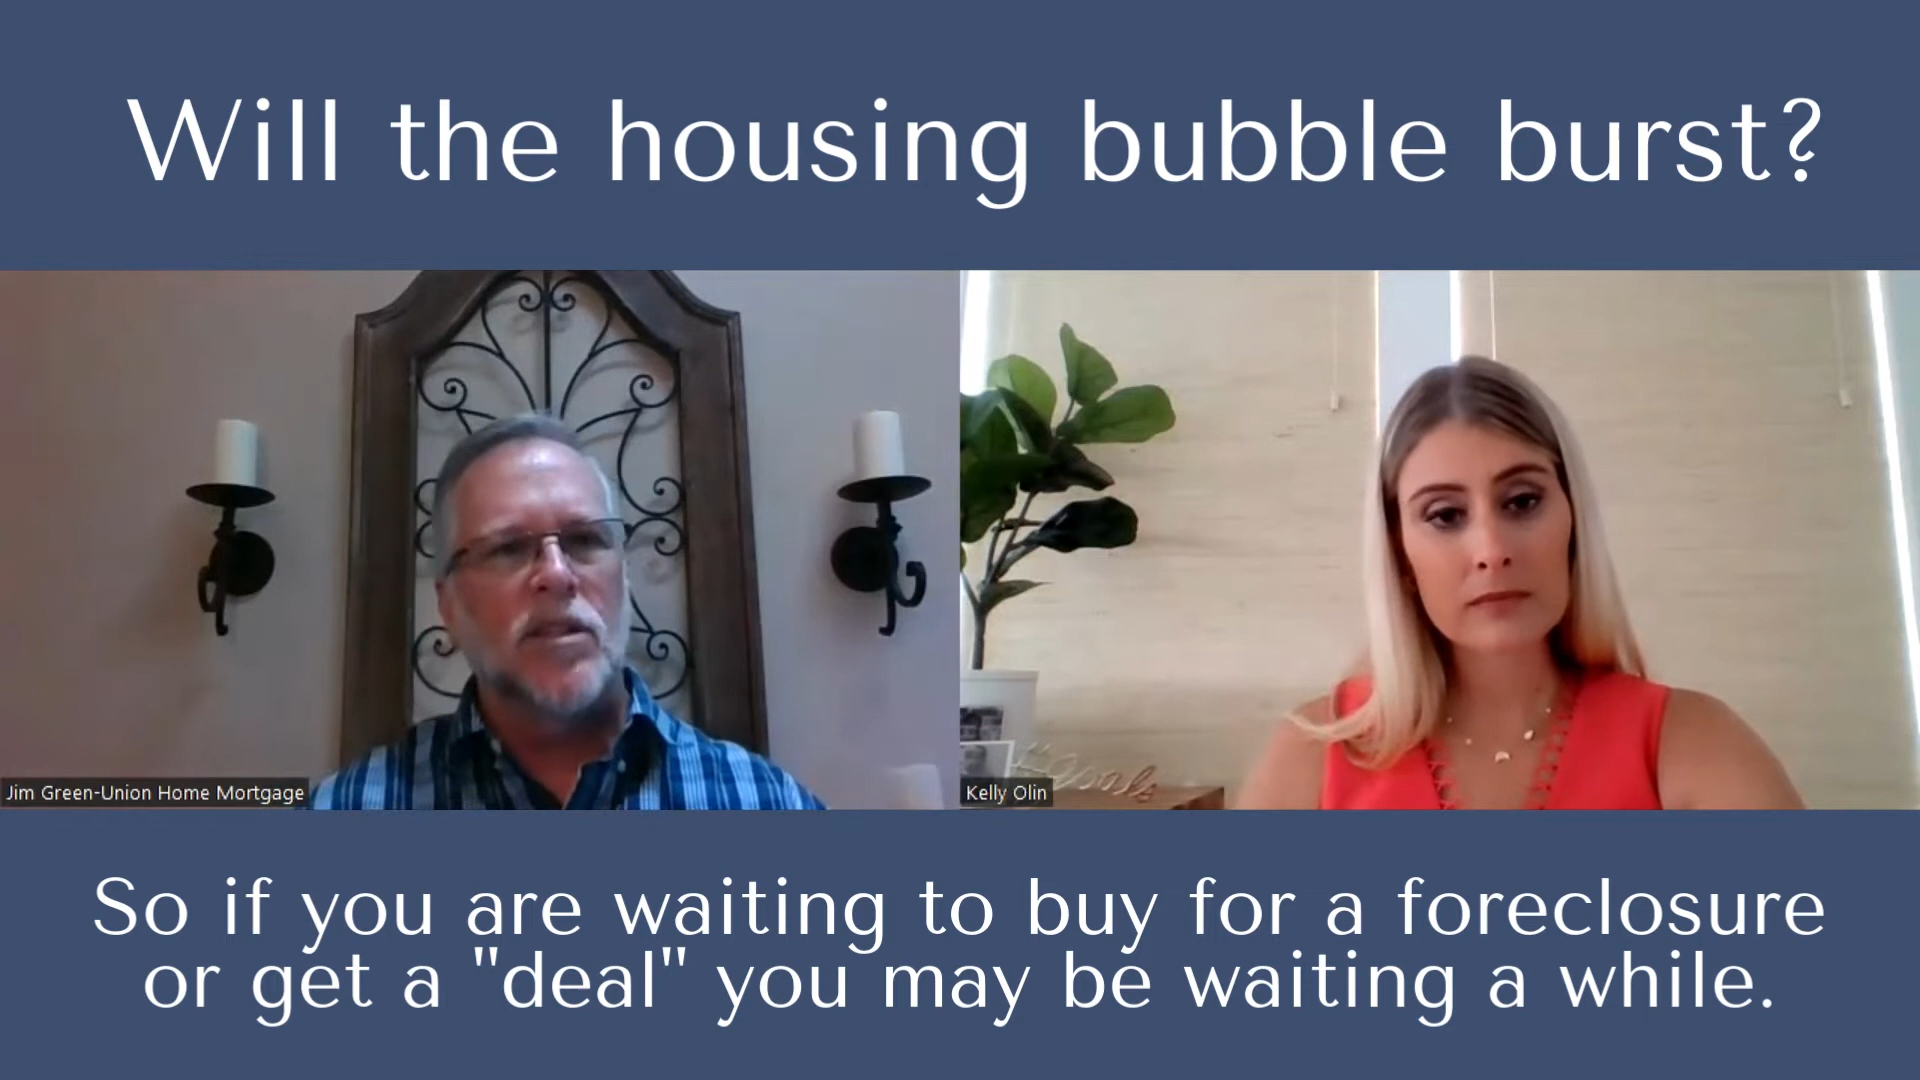 Will the housing bubble burst?
Jim Green-Union Home Mortgage
Kelly Olin
So if you are waiting to buy for a foreclosure
or get a "deal" you may be waiting a while.